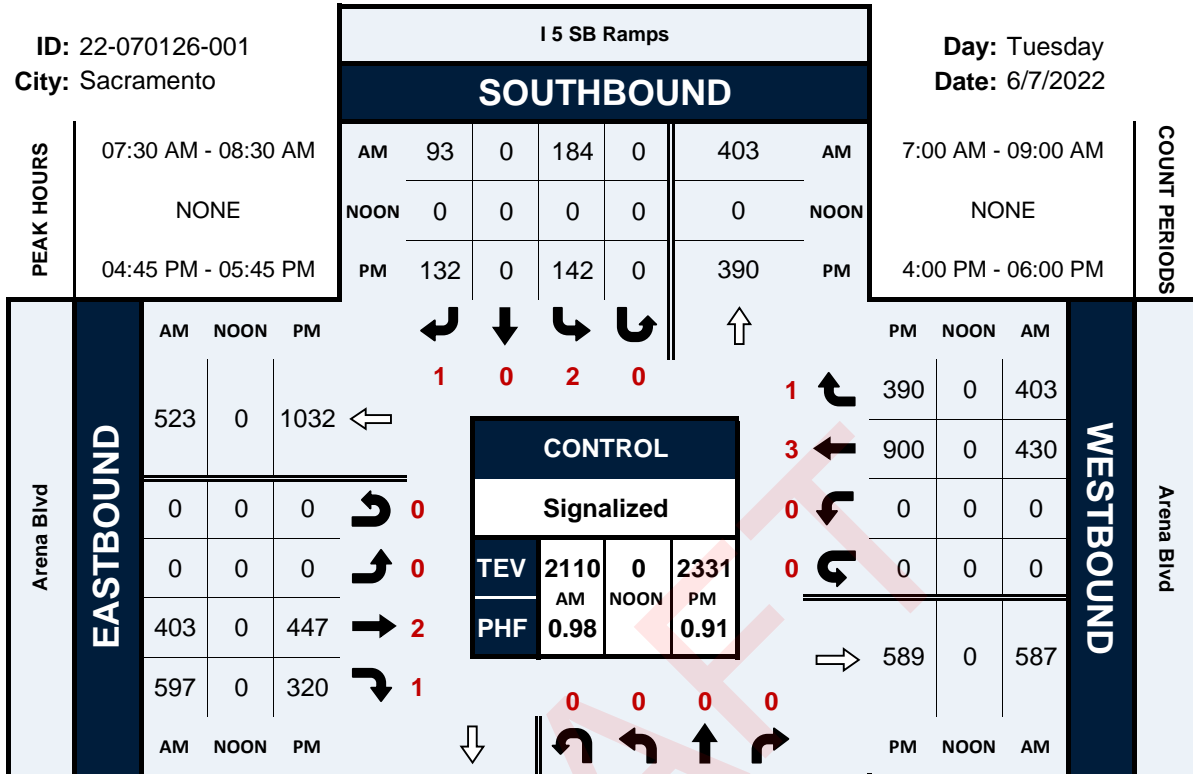 I 5 SB Ramps
ID: 22-070126-001
Day: Tuesday
City: Sacramento
Date: 6/7/2022
SOUTHBOUND
PEAK HOURS
07:30 AM - 08:30 AM
NONE
04:45 PM - 05:45 PM
AM 93 0 184 0 403 AM
NOON 0 0 0 0 0 NOON
PM 132 0 142 0 390 PM
7:00 AM - 09:00 AM
NONE
4:00 PM - 06:00 PM
COUNT PERIODS
1 0 2 0
Arena Blvd
EASTBOUND
AM NOON PM
523 0 1032
0 0 0 0
0 0 0 0
403 0 447 2
597 0 320 1
AM NOON PM
CONTROL
Signalized
TEV 2110 0 2331
AM NOON PM
PHF 0.98 0.91
PM NOON AM
1 390 0 403
3 900 0 430
0 0 0 0
0 0 0 0
589 0 587
PM NOON AM
WESTBOUND
Arena Blvd
0 0 0 0